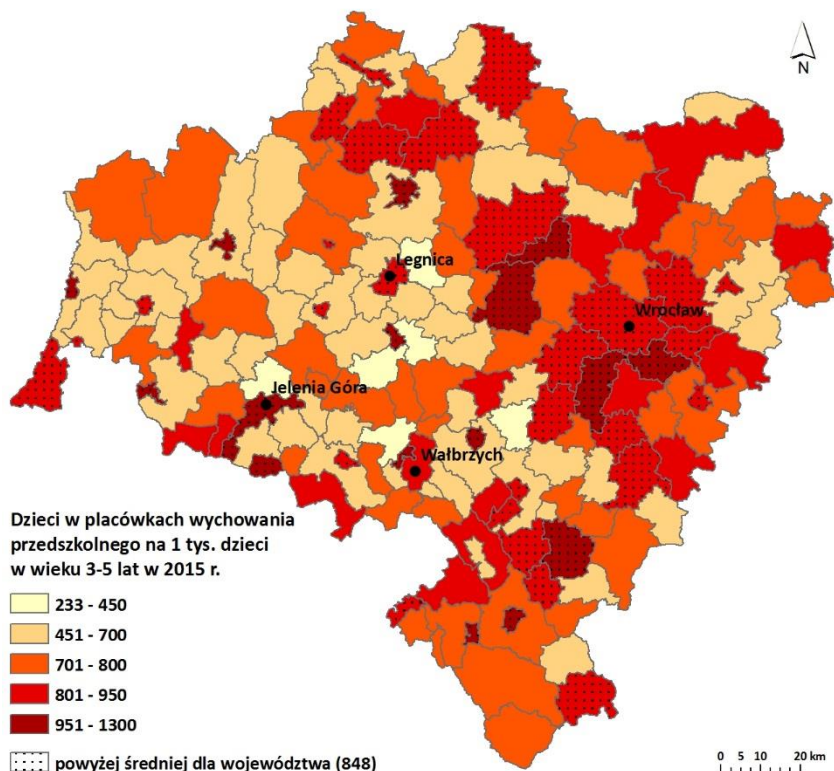 N
Legnica
Wrocław
Jelenia Góra
Wałbrzych
Dzieci w placówkach wychowania
przedszkolnego na 1 tys. dzieci
w wieku 3-5 lat w 2015 r.
233 - 450
451 - 700
701 - 800
801 - 950
951 - 1300
powyżej średniej dla województwa (848)
0 5 10 20 km